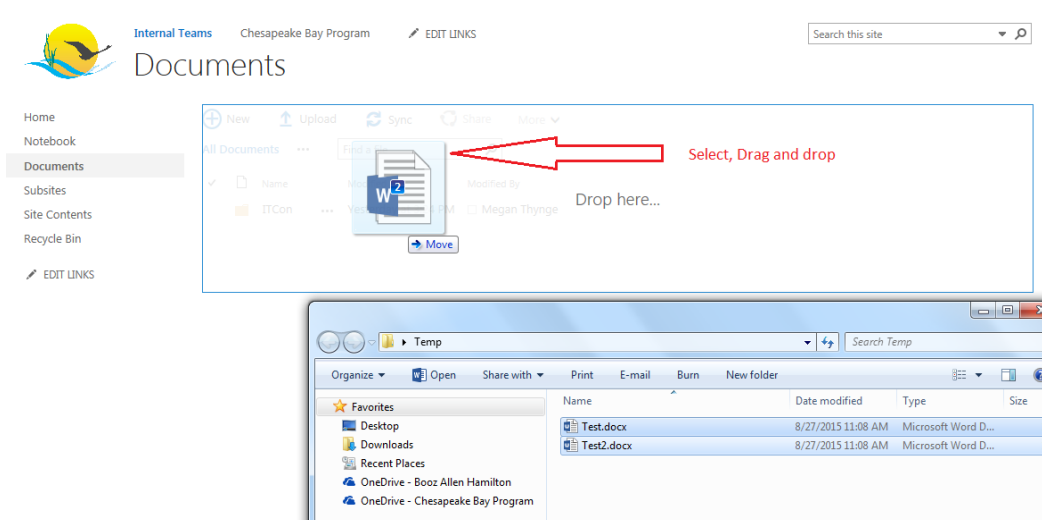 Internal Teams Chesapeake Bay Program EDIT LINKS Search this site
Documents
Home
Notebook
Documents
Subsites
Site Contents
Recycle Bin
EDIT LINKS
New Upload Sync Share More
All Documents ... Find a
Name Modified By
ITCon ... PM Megan Thynge
W 2
Move
Select, Drag and drop
Drop here...
Temp Search Temp
Organize Open Share with Print E-mail Burn New folder
Name Date modified Type Size
Favorites
Desktop
Downloads
Recent Places
OneDrive - Booz Allen Hamilton
OneDrive - Chesapeake Bay Program
Test.docx 8/27/2015 11:08 AM Microsoft Word D...
Test2.docx 8/27/2015 11:08 AM Microsoft Word D...